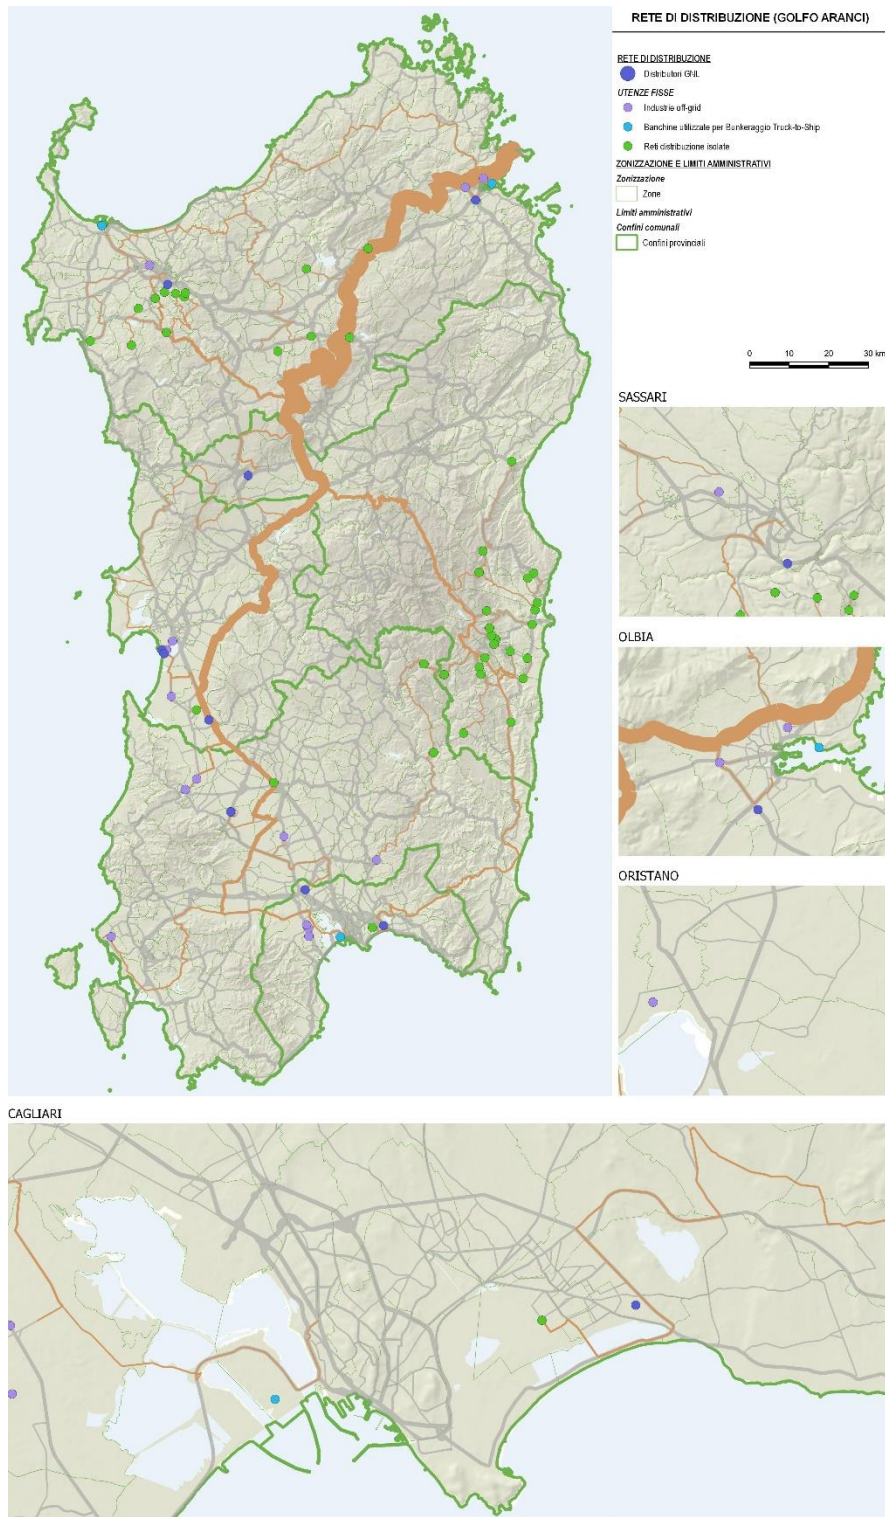 RETE DI DISTRIBUZIONE (GOLFO ARANCI)
RETE DI DISTRIBUZIONE
Distributori GNL
UTENZE FISSE
Industrie off-grid
Banchine utilizzate per Bunkeraggio Truck-to-Ship
Reti distribuzione isolate
ZONIZZAZIONE E LIMITI AMMINISTRATIVI
Zonizzazione
Zone
Limiti amministrativi
Confini comunali
Confini provinciali
0 10 20 30 km
SASSARI
OLBIA
ORISTANO
CAGLIARI